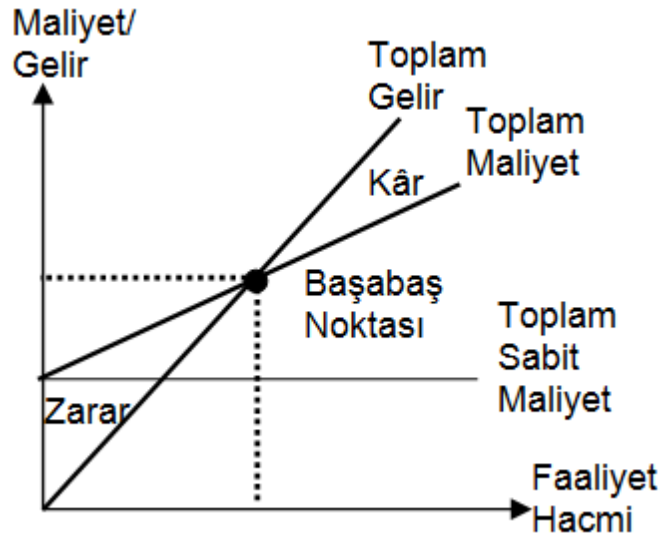 Maliyet/
Gelir
Toplam
Gelir
Toplam
Maliyet
Kâr
Başabaş
Noktası
Toplam
Sabit
Maliyet
Zarar
Faaliyet
Hacmi